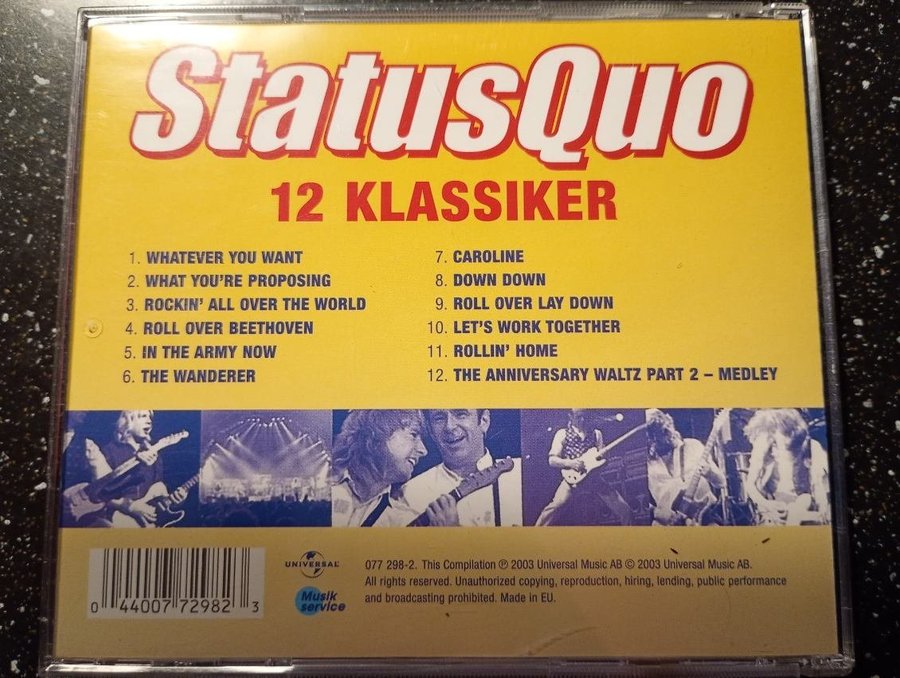 StatusQuo
12 KLASSIKER
1. WHATEVER YOU WANT
2. WHAT YOU'RE PROPOSING
3. ROCKIN' ALL OVER THE WORLD
4. ROLL OVER BEETHOVEN
5. IN THE ARMY NOW
6. THE WANDERER
7. CAROLINE
8. DOWN DOWN
9. ROLL OVER LAY DOWN
10. LET'S WORK TOGETHER
11. ROLLIN' HOME
12. THE ANNIVERSARY WALTZ PART 2 – MEDLEY
0 44007 72982 3
UNIVERSAL
Musik
service
077 298-2. This Compilation ℗ 2003 Universal Music AB © 2003 Universal Music AB.
All rights reserved. Unauthorized copying, reproduction, hiring, lending, public performance
and broadcasting prohibited. Made in EU.